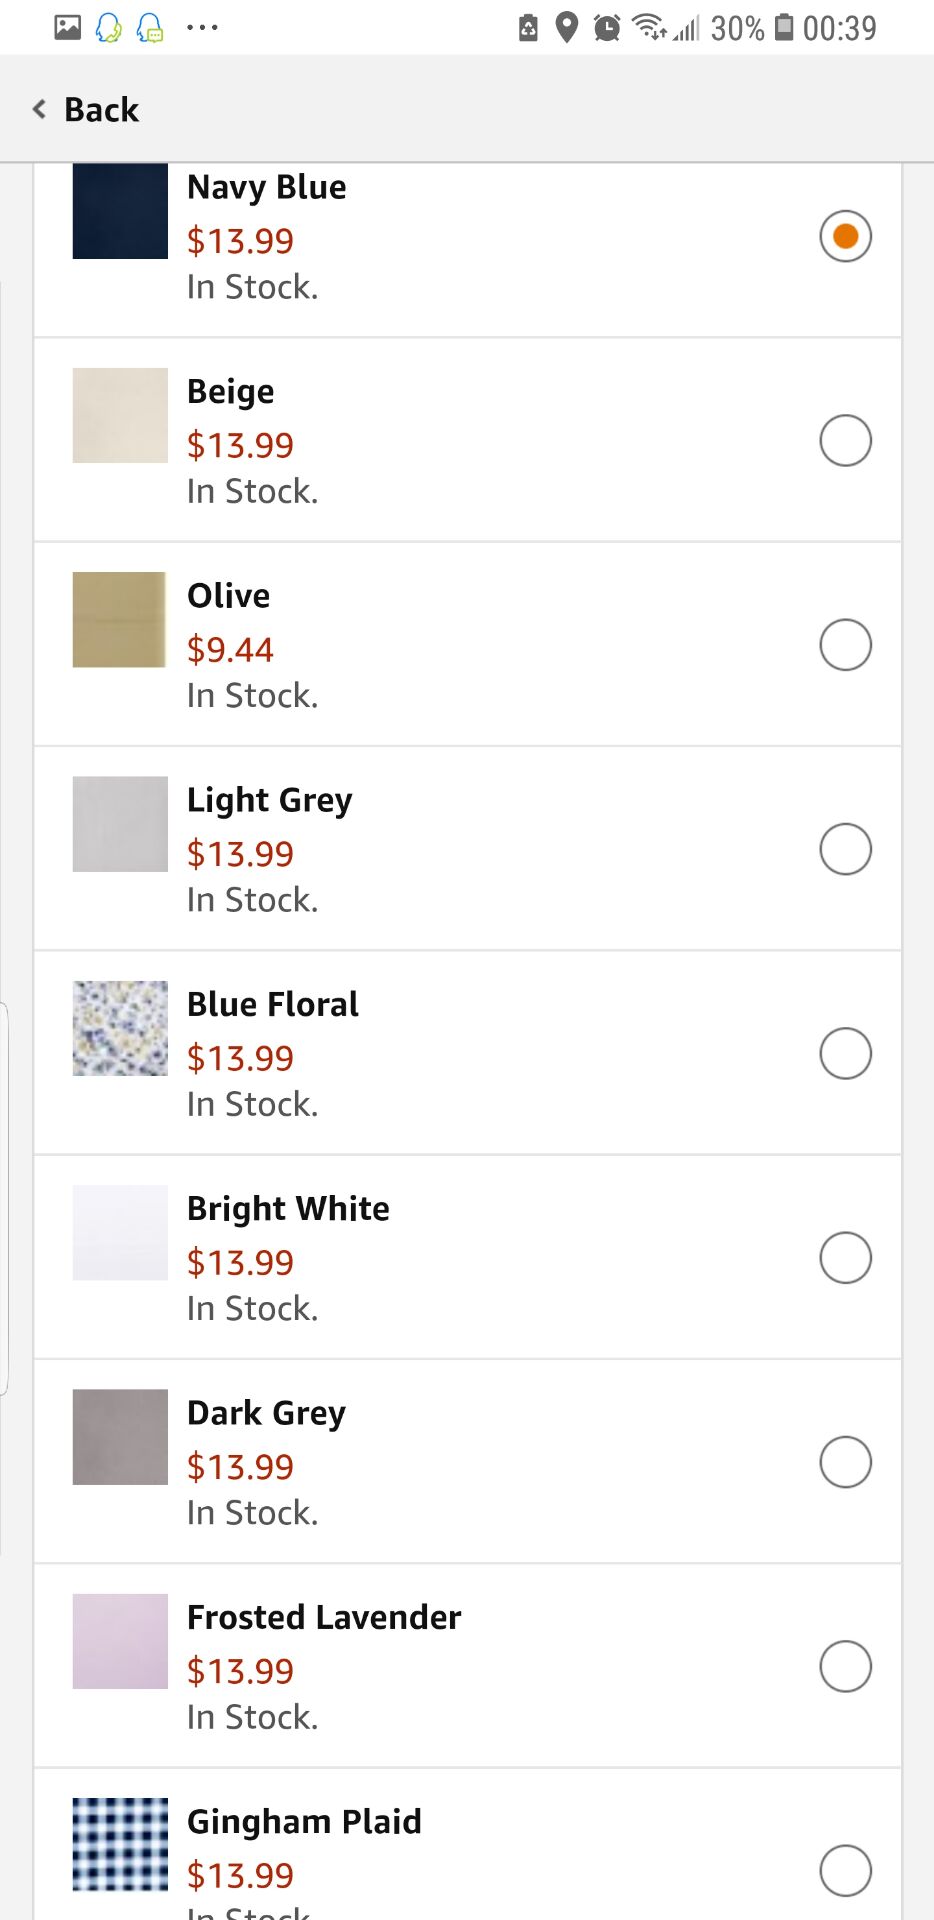 30% 00:39
Back
Navy Blue
$13.99
In Stock.
Beige
$13.99
In Stock.
Olive
$9.44
In Stock.
Light Grey
$13.99
In Stock.
Blue Floral
$13.99
In Stock.
Bright White
$13.99
In Stock.
Dark Grey
$13.99
In Stock.
Frosted Lavender
$13.99
In Stock.
Gingham Plaid
$13.99
In Stock